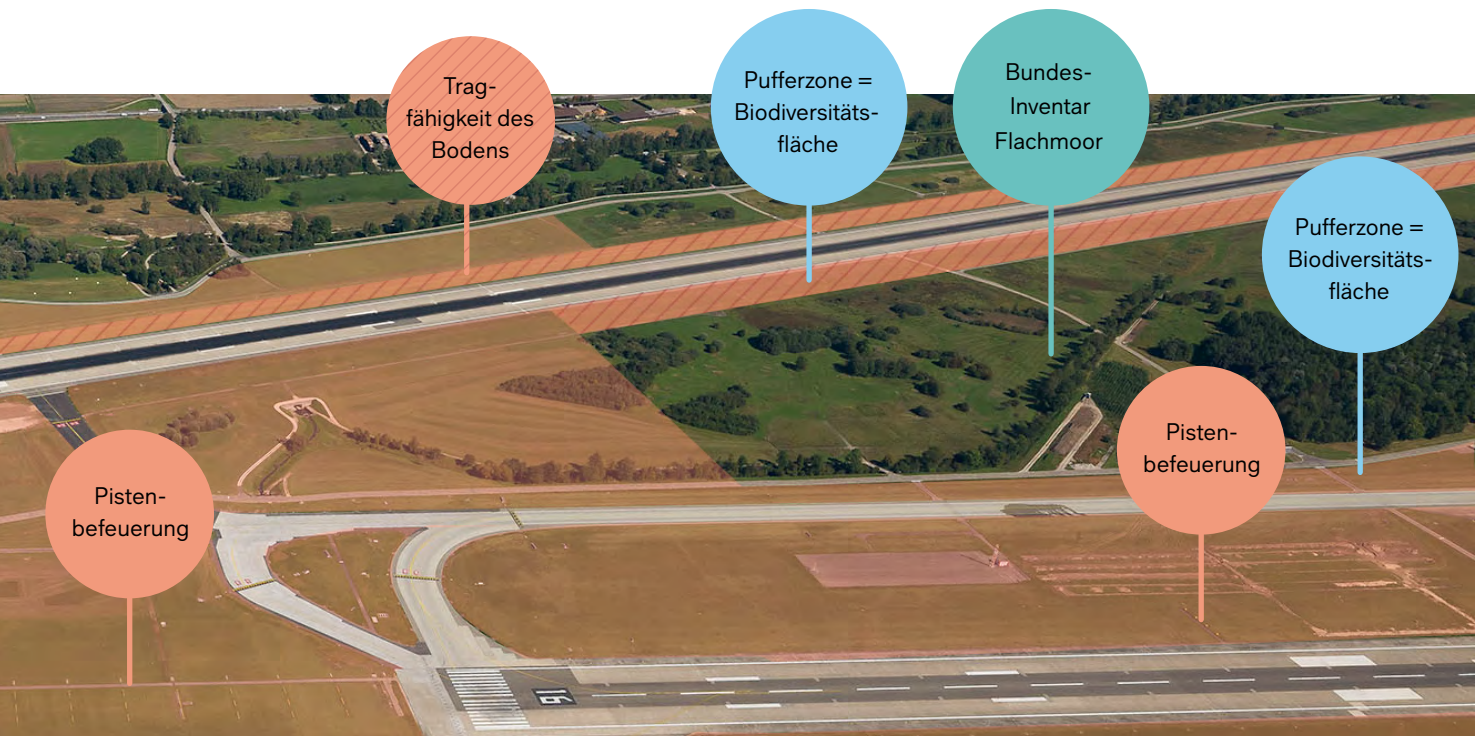 Trag-
fähigkeit des
Bodens
Pufferzone =
Biodiversitäts-
fläche
Bundes-
Inventar
Flachmoor
Pufferzone =
Biodiversitäts-
fläche
Pisten-
befeuerung
Pisten-
befeuerung
16